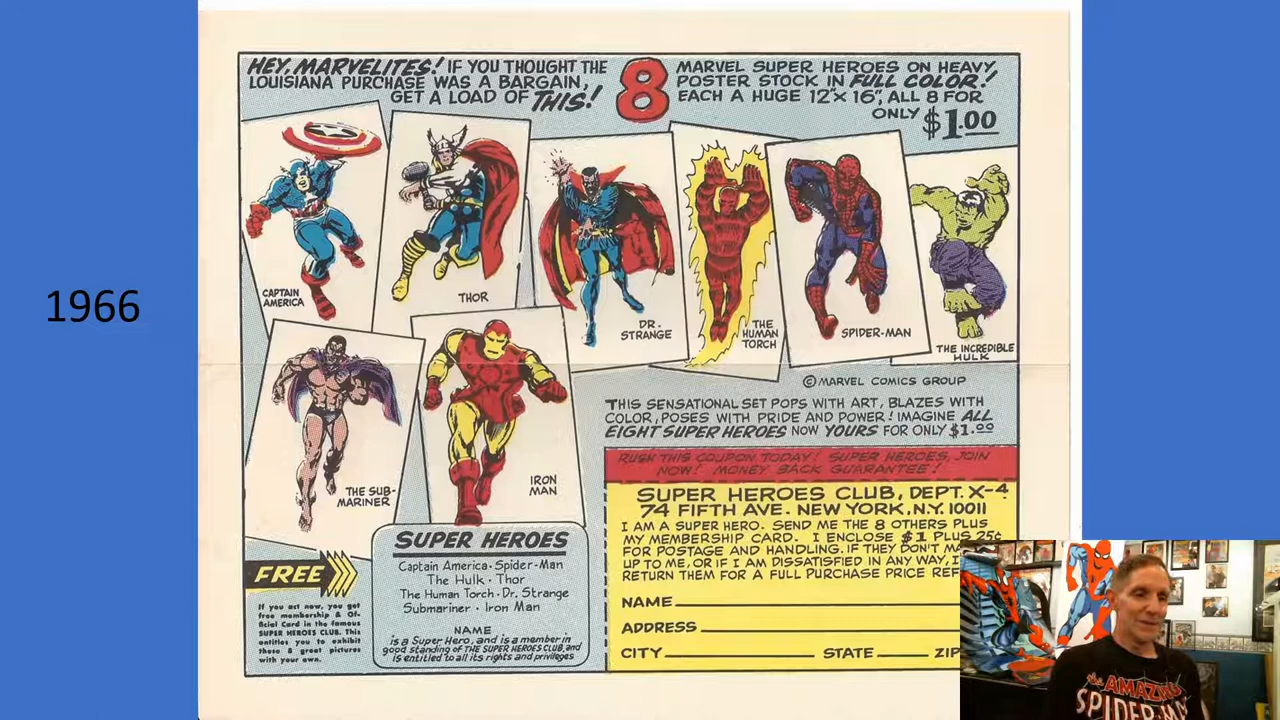 HEY, MARVELITES! IF YOU THOUGHT THE
LOUISIANA PURCHASE WAS A BARGAIN,
GET A LOAD OF THIS!
8
MARVEL SUPER HEROES ON HEAVY
POSTER STOCK IN FULL COLOR!
EACH A HUGE 12"x 16", ALL 8 FOR
ONLY $1.00
1966
CAPTAIN
AMERICA
THOR
DR.
STRANGE
THE
HUMAN
TORCH
SPIDER-MAN
THE INCREDIBLE
HULK
THE SUB-
MARINER
IRON
MAN
© MARVEL COMICS GROUP
THIS SENSATIONAL SET POPS WITH ART, BLAZES WITH
COLOR, POSES WITH PRIDE AND POWER! IMAGINE ALL
EIGHT SUPER HEROES NOW YOURS FOR ONLY $1.00
RUSH THIS COUPON TODAY! SUPER HEROES, JOIN
NOW! MONEY BACK GUARANTEE!
SUPER HEROES CLUB, DEPT. X-4
74 FIFTH AVE. NEW YORK, N.Y. 10011
I AM A SUPER HERO. SEND ME THE 8 OTHERS PLUS
MY MEMBERSHIP CARD. I ENCLOSE $1 PLUS 25¢
FOR POSTAGE AND HANDLING. IF THEY DON'T
UP TO ME, OR IF I AM DISSATISFIED IN ANY WAY, I
RETURN THEM FOR A FULL PURCHASE PRICE
NAME
ADDRESS
CITY STATE ZIP
FREE
If you act now, you get
free membership & Of-
ficial Card in the famous
SUPER HEROES CLUB. This
entitles you to exhibit
these 8 great pictures
with your own.
SUPER HEROES
Captain America · Spider-Man
The Hulk · Thor
The Human Torch · Dr. Strange
Submariner · Iron Man
NAME
is a Super Hero, and is a member in
good standing of THE SUPER HEROES CLUB, and
is entitled to all its rights and privileges
the AMAZING
SPIDER-MAN